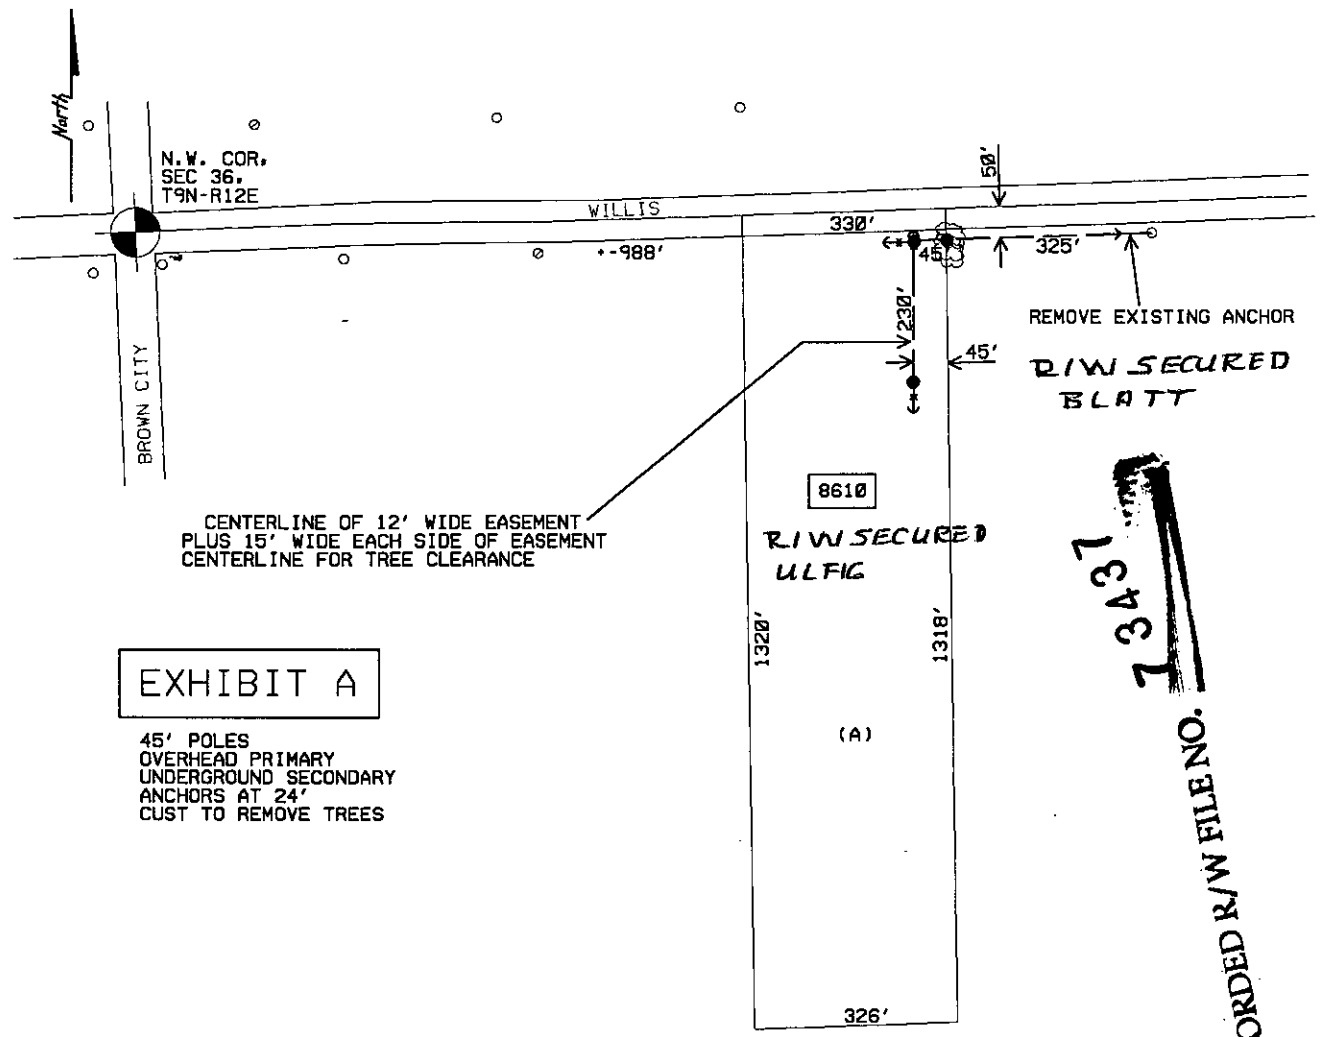 North
N.W. COR,
SEC 36,
T9N-R12E
WILLIS
50'
330'
+-988'
45'
325'
230'
45'
REMOVE EXISTING ANCHOR
R/W SECURED
BLATT
BROWN CITY
8610
CENTERLINE OF 12' WIDE EASEMENT
PLUS 15' WIDE EACH SIDE OF EASEMENT
CENTERLINE FOR TREE CLEARANCE
R/W SECURED
ULFIG
1320'
1318'
EXHIBIT A
45' POLES
OVERHEAD PRIMARY
UNDERGROUND SECONDARY
ANCHORS AT 24'
CUST TO REMOVE TREES
(A)
326'
ORDED R/W FILE NO.